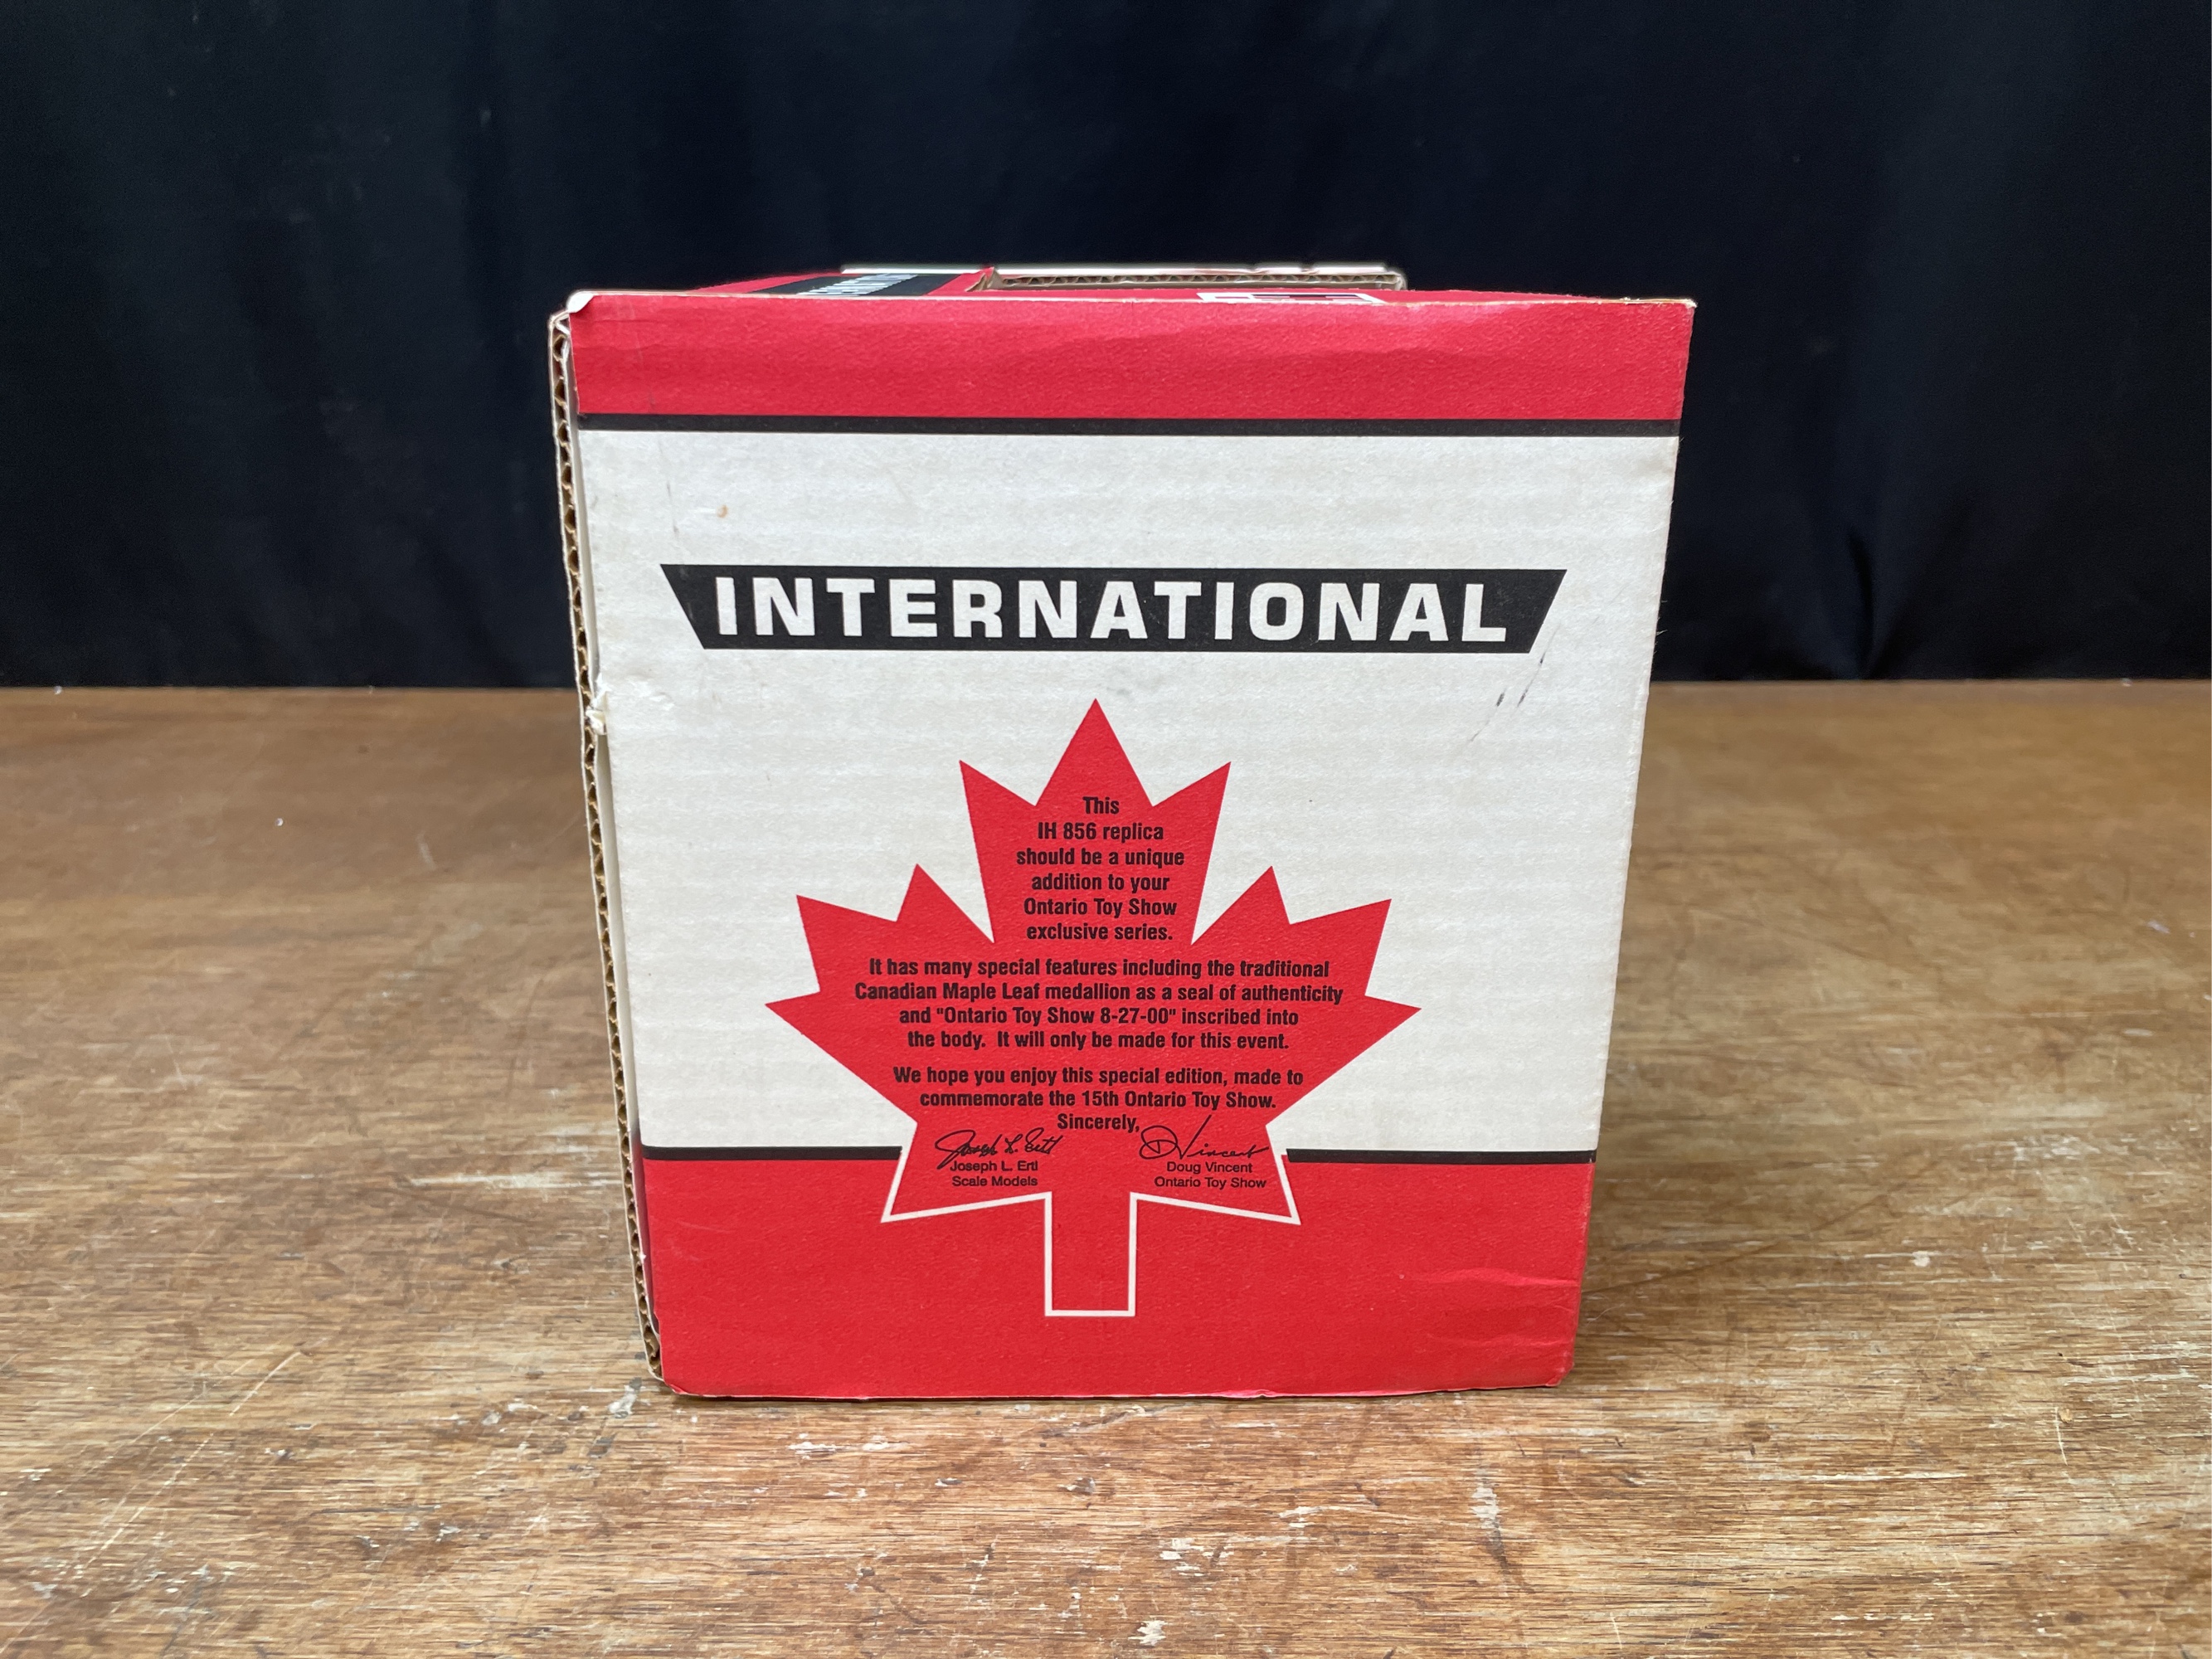 INTERNATIONAL
This
IH 856 replica
should be a unique
addition to your
Ontario Toy Show
exclusive series.
It has many special features including the traditional
Canadian Maple Leaf medallion as a seal of authenticity
and "Ontario Toy Show 8-27-00" inscribed into
the body. It will only be made for this event.
We hope you enjoy this special edition, made to
commemorate the 15th Ontario Toy Show.
Sincerely,
Joseph L. Ertl DVincent
Joseph L. Ertl Doug Vincent
Scale Models Ontario Toy Show